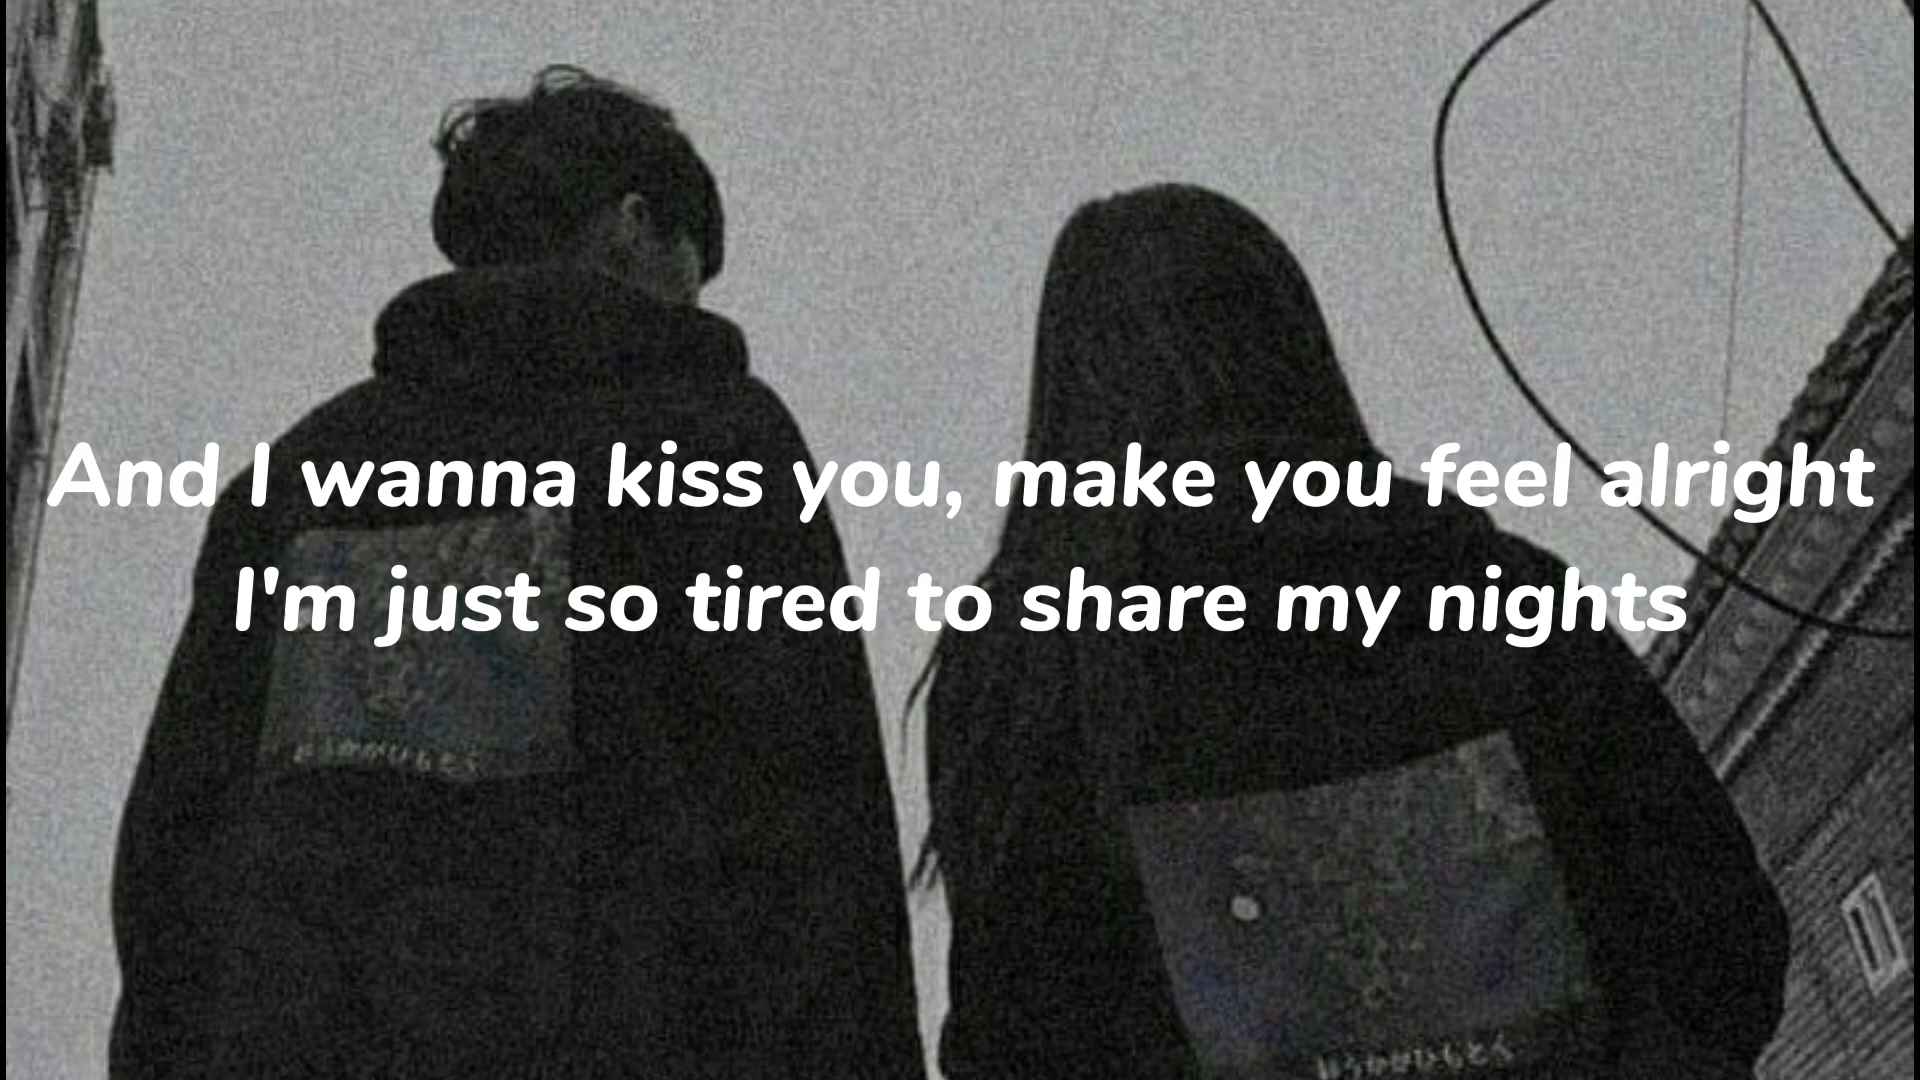 And I wanna kiss you, make you feel alright
I'm just so tired to share my nights